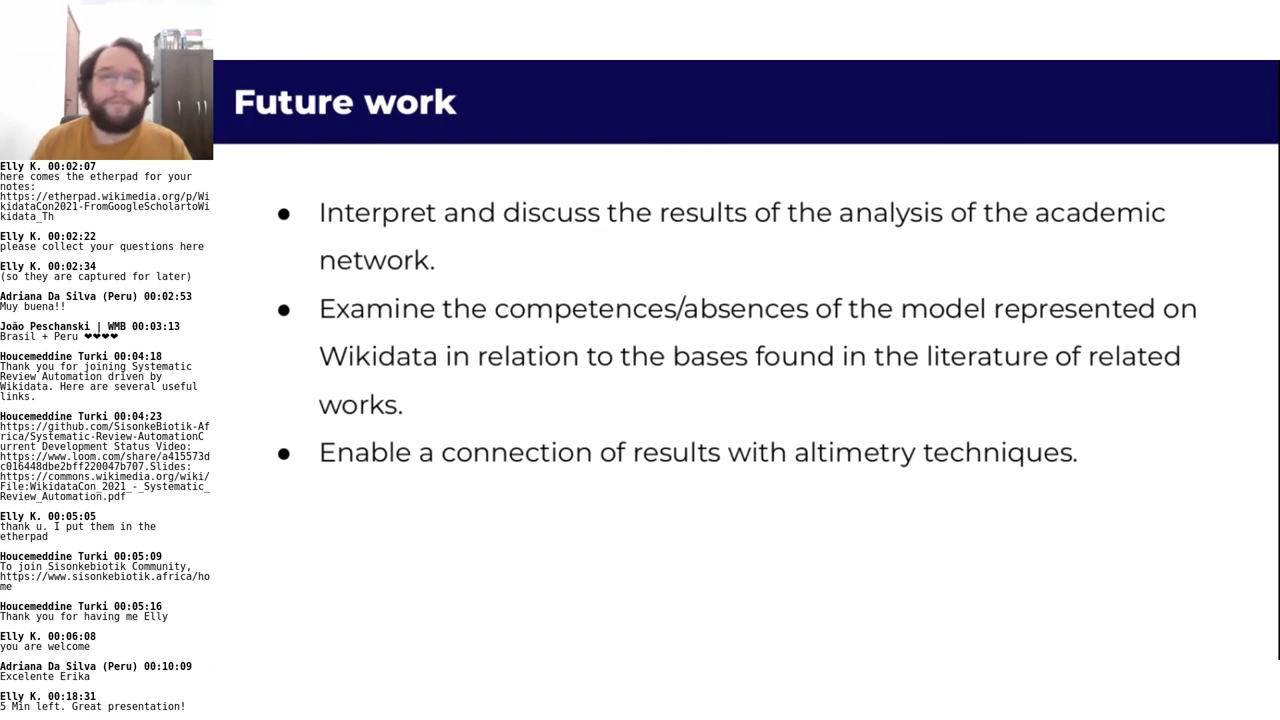 Future work
● Interpret and discuss the results of the analysis of the academic
network.
● Examine the competences/absences of the model represented on
Wikidata in relation to the bases found in the literature of related
works.
● Enable a connection of results with altimetry techniques.
Elly K. 00:02:07
here comes the etherpad for your
notes:
https://etherpad.wikimedia.org/p/Wi
kidataCon2021-FromGoogleScholartoWi
kidata_Th
Elly K. 00:02:22
please collect your questions here
Elly K. 00:02:34
(so they are captured for later)
Adriana Da Silva (Peru) 00:02:53
Muy buena!!
João Peschanski | WMB 00:03:13
Brasil + Peru ❤❤❤❤
Houcemeddine Turki 00:04:18
Thank you for joining Systematic
Review Automation driven by
Wikidata. Here are several useful
links.
Houcemeddine Turki 00:04:23
https://github.com/SisonkeBiotik-Af
rica/Systematic-Review-AutomationC
urrent Development Status Video:
https://www.loom.com/share/a415573d
c016448dbe2bff220047b707.Slides:
https://commons.wikimedia.org/wiki/
File:WikidataCon_2021_-_Systematic_
Review_Automation.pdf
Elly K. 00:05:05
thank u. I put them in the
etherpad
Houcemeddine Turki 00:05:09
To join Sisonkebiotik Community,
https://www.sisonkebiotik.africa/ho
me
Houcemeddine Turki 00:05:16
Thank you for having me Elly
Elly K. 00:06:08
you are welcome
Adriana Da Silva (Peru) 00:10:09
Excelente Erika
Elly K. 00:18:31
5 Min left. Great presentation!